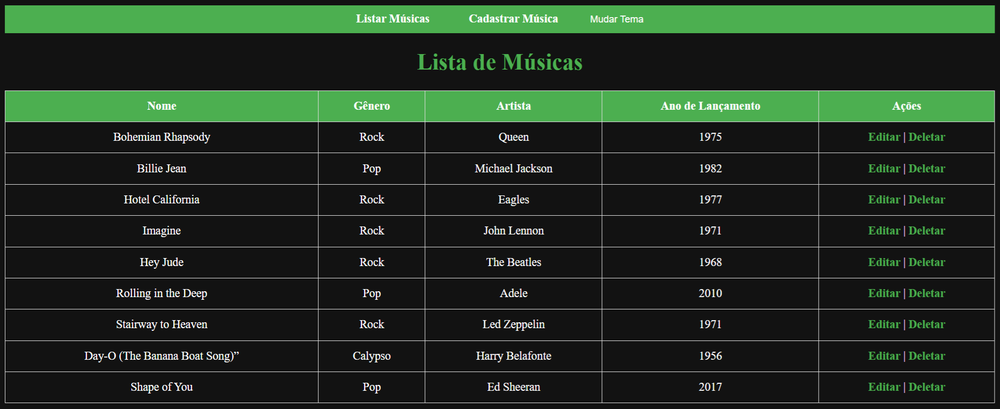 Listar Músicas Cadastrar Música Mudar Tema
Lista de Músicas
Nome Gênero Artista Ano de Lançamento Ações
Bohemian Rhapsody Rock Queen 1975 Editar | Deletar
Billie Jean Pop Michael Jackson 1982 Editar | Deletar
Hotel California Rock Eagles 1977 Editar | Deletar
Imagine Rock John Lennon 1971 Editar | Deletar
Hey Jude Rock The Beatles 1968 Editar | Deletar
Rolling in the Deep Pop Adele 2010 Editar | Deletar
Stairway to Heaven Rock Led Zeppelin 1971 Editar | Deletar
Day-O (The Banana Boat Song)” Calypso Harry Belafonte 1956 Editar | Deletar
Shape of You Pop Ed Sheeran 2017 Editar | Deletar